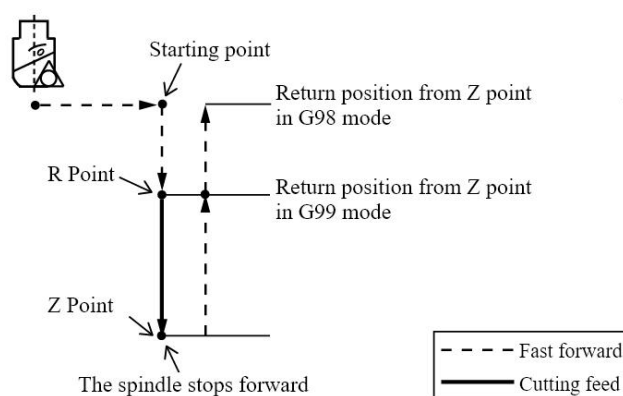 Starting point
Return position from Z point
in G98 mode
R Point
Return position from Z point
in G99 mode
Z Point
The spindle stops forward
Fast forward
Cutting feed